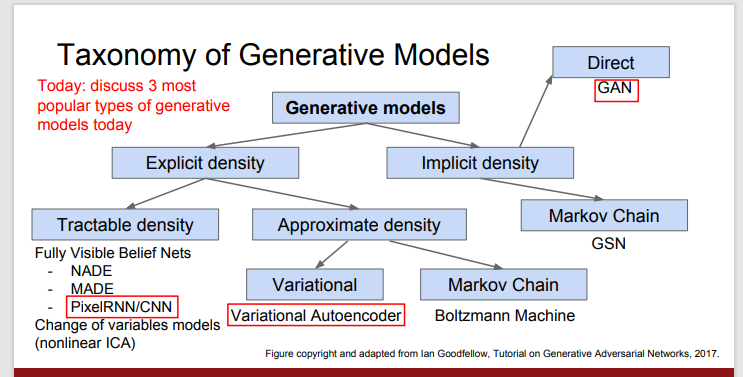 Taxonomy of Generative Models
Direct
GAN
Today: discuss 3 most
popular types of generative
models today
Generative models
Explicit density
Implicit density
Tractable density
Approximate density
Markov Chain
GSN
Fully Visible Belief Nets
- NADE
- MADE
- PixelRNN/CNN
Change of variables models
(nonlinear ICA)
Variational
Markov Chain
Variational Autoencoder
Boltzmann Machine
Figure copyright and adapted from Ian Goodfellow, Tutorial on Generative Adversarial Networks, 2017.